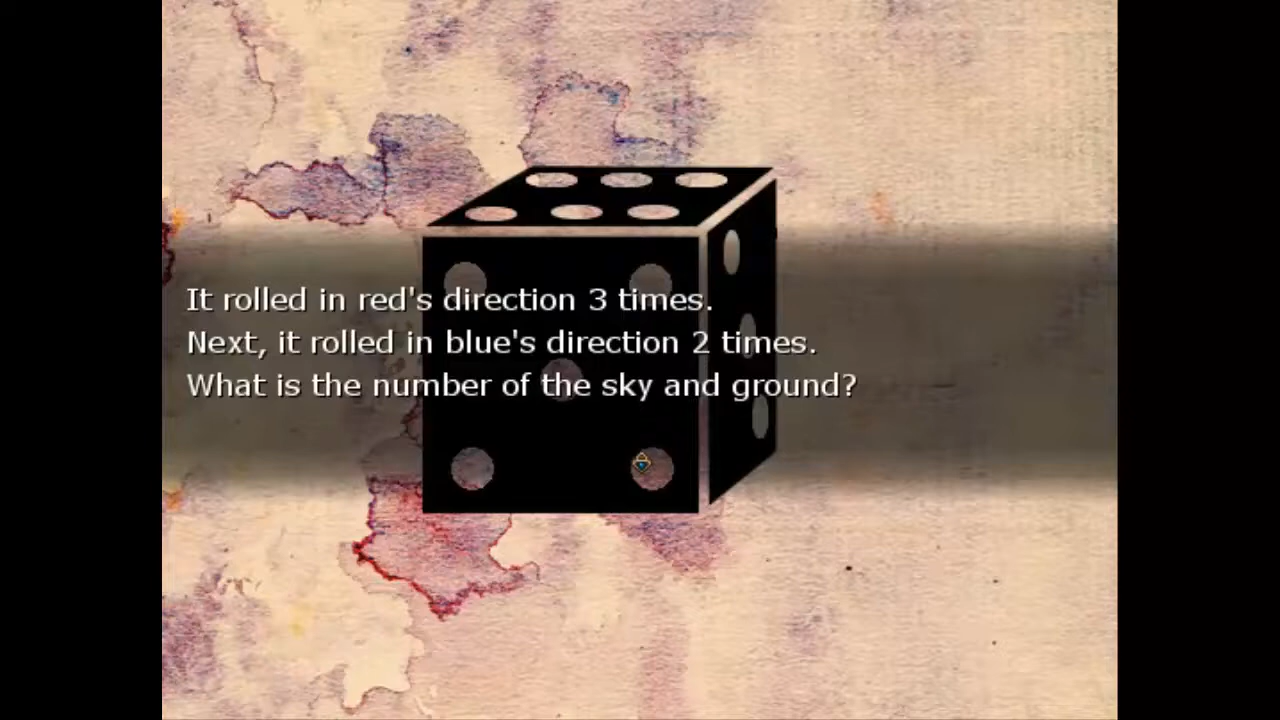 It rolled in red's direction 3 times.
Next, it rolled in blue's direction 2 times.
What is the number of the sky and ground?